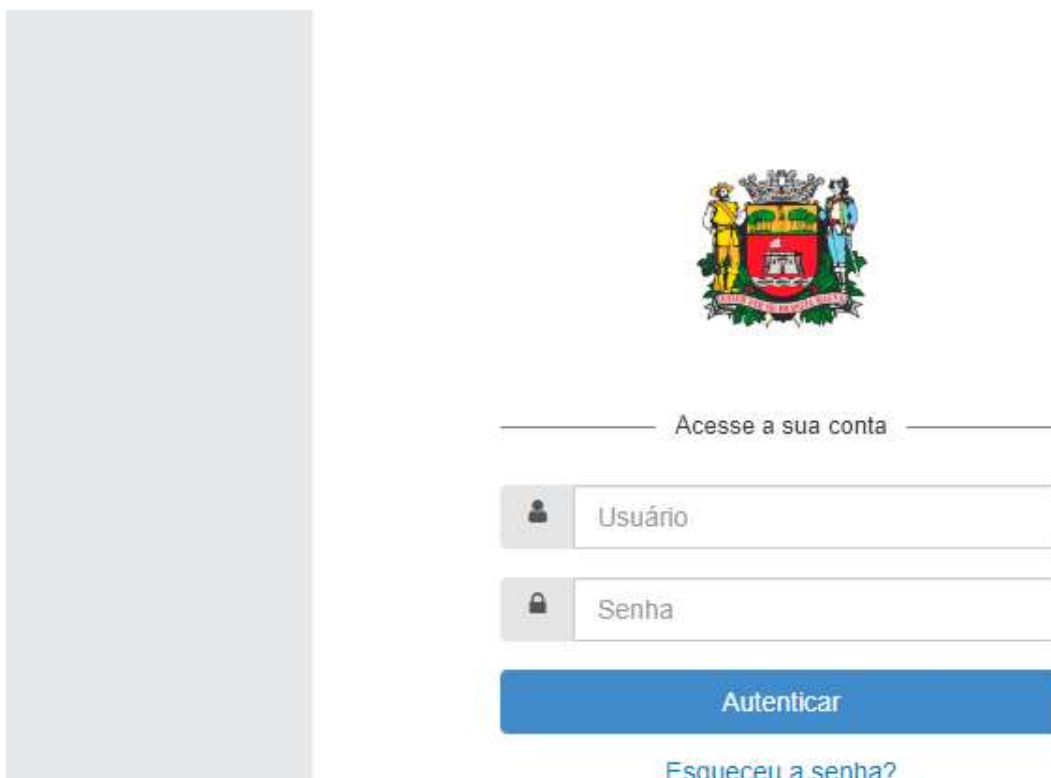 Acesse a sua conta
Usuário
Senha
Autenticar
Esqueceu a senha?